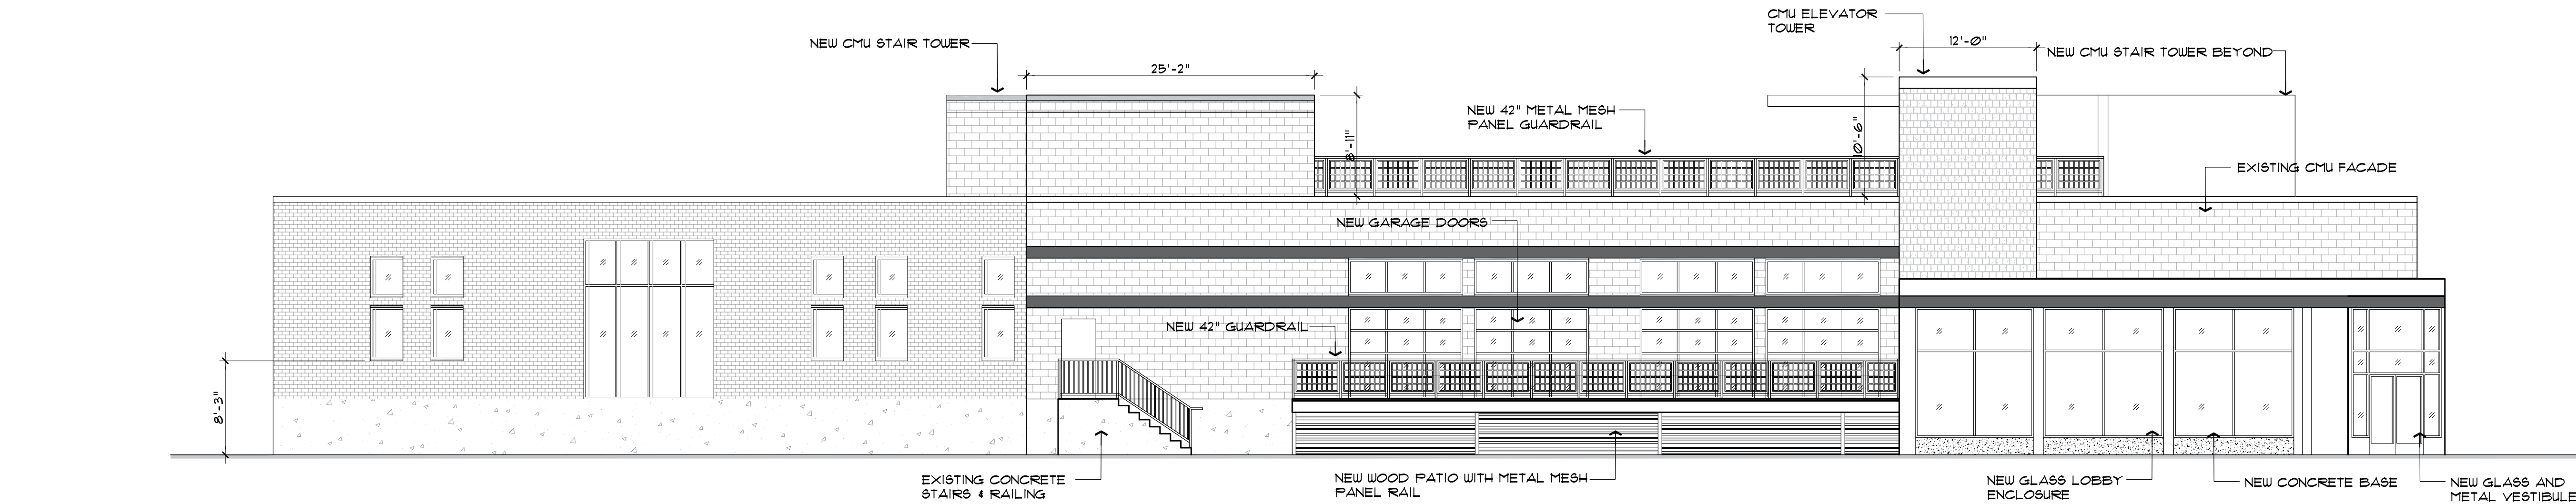 CMU ELEVATOR
TOWER
NEW CMU STAIR TOWER
12'-0"
NEW CMU STAIR TOWER BEYOND
25'-2"
NEW 42" METAL MESH
PANEL GUARDRAIL
8'-11"
10'-6"
EXISTING CMU FACADE
NEW GARAGE DOORS
NEW 42" GUARDRAIL
8'-3"
EXISTING CONCRETE
STAIRS & RAILING
NEW WOOD PATIO WITH METAL MESH
PANEL RAIL
NEW GLASS LOBBY
ENCLOSURE
NEW CONCRETE BASE
NEW GLASS AND
METAL VESTIBULE